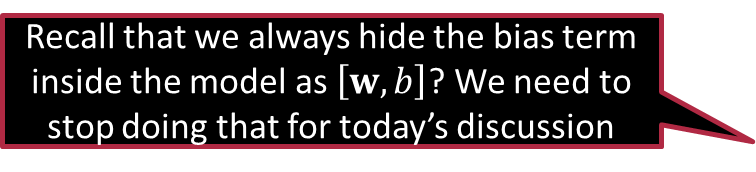 Recall that we always hide the bias term
inside the model as [𝐰, 𝑏]? We need to
stop doing that for today’s discussion